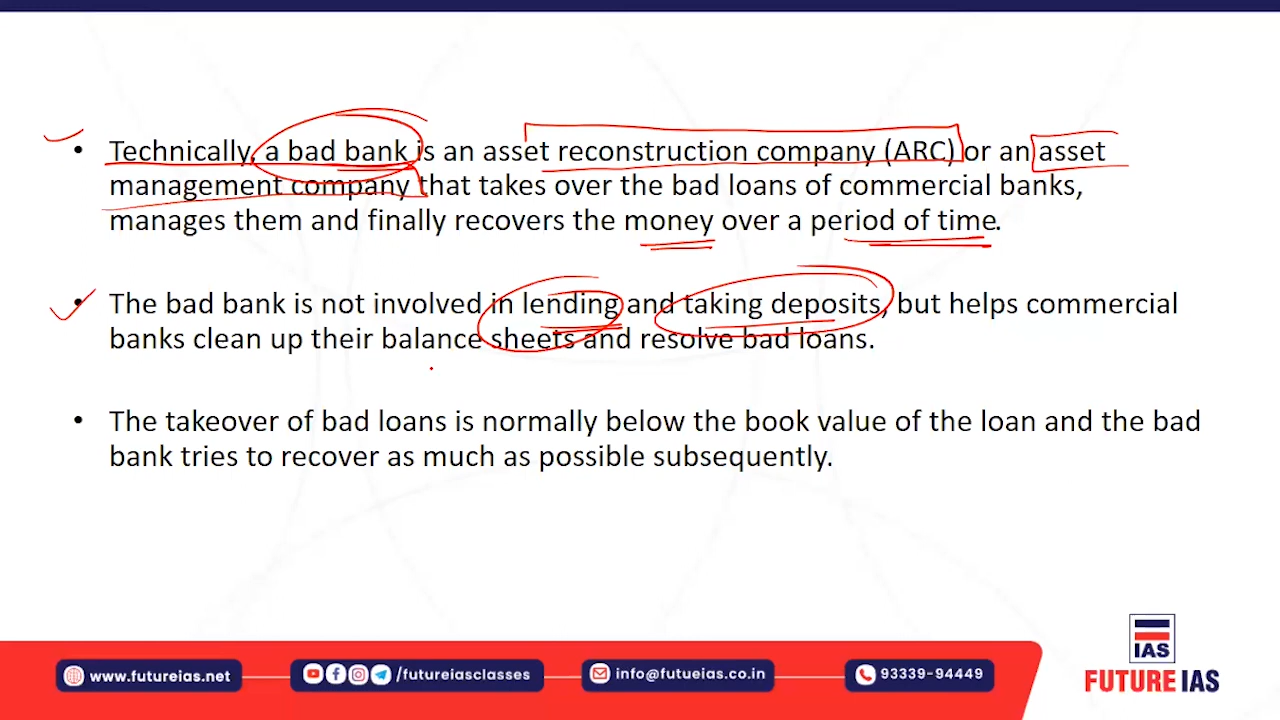 • Technically, a bad bank is an asset reconstruction company (ARC) or an asset
management company that takes over the bad loans of commercial banks,
manages them and finally recovers the money over a period of time.
• The bad bank is not involved in lending and taking deposits, but helps commercial
banks clean up their balance sheets and resolve bad loans.
• The takeover of bad loans is normally below the book value of the loan and the bad
bank tries to recover as much as possible subsequently.
www.futureias.net
/futureiasclasses
info@futueias.co.in
93339-94449
IAS
FUTURE IAS